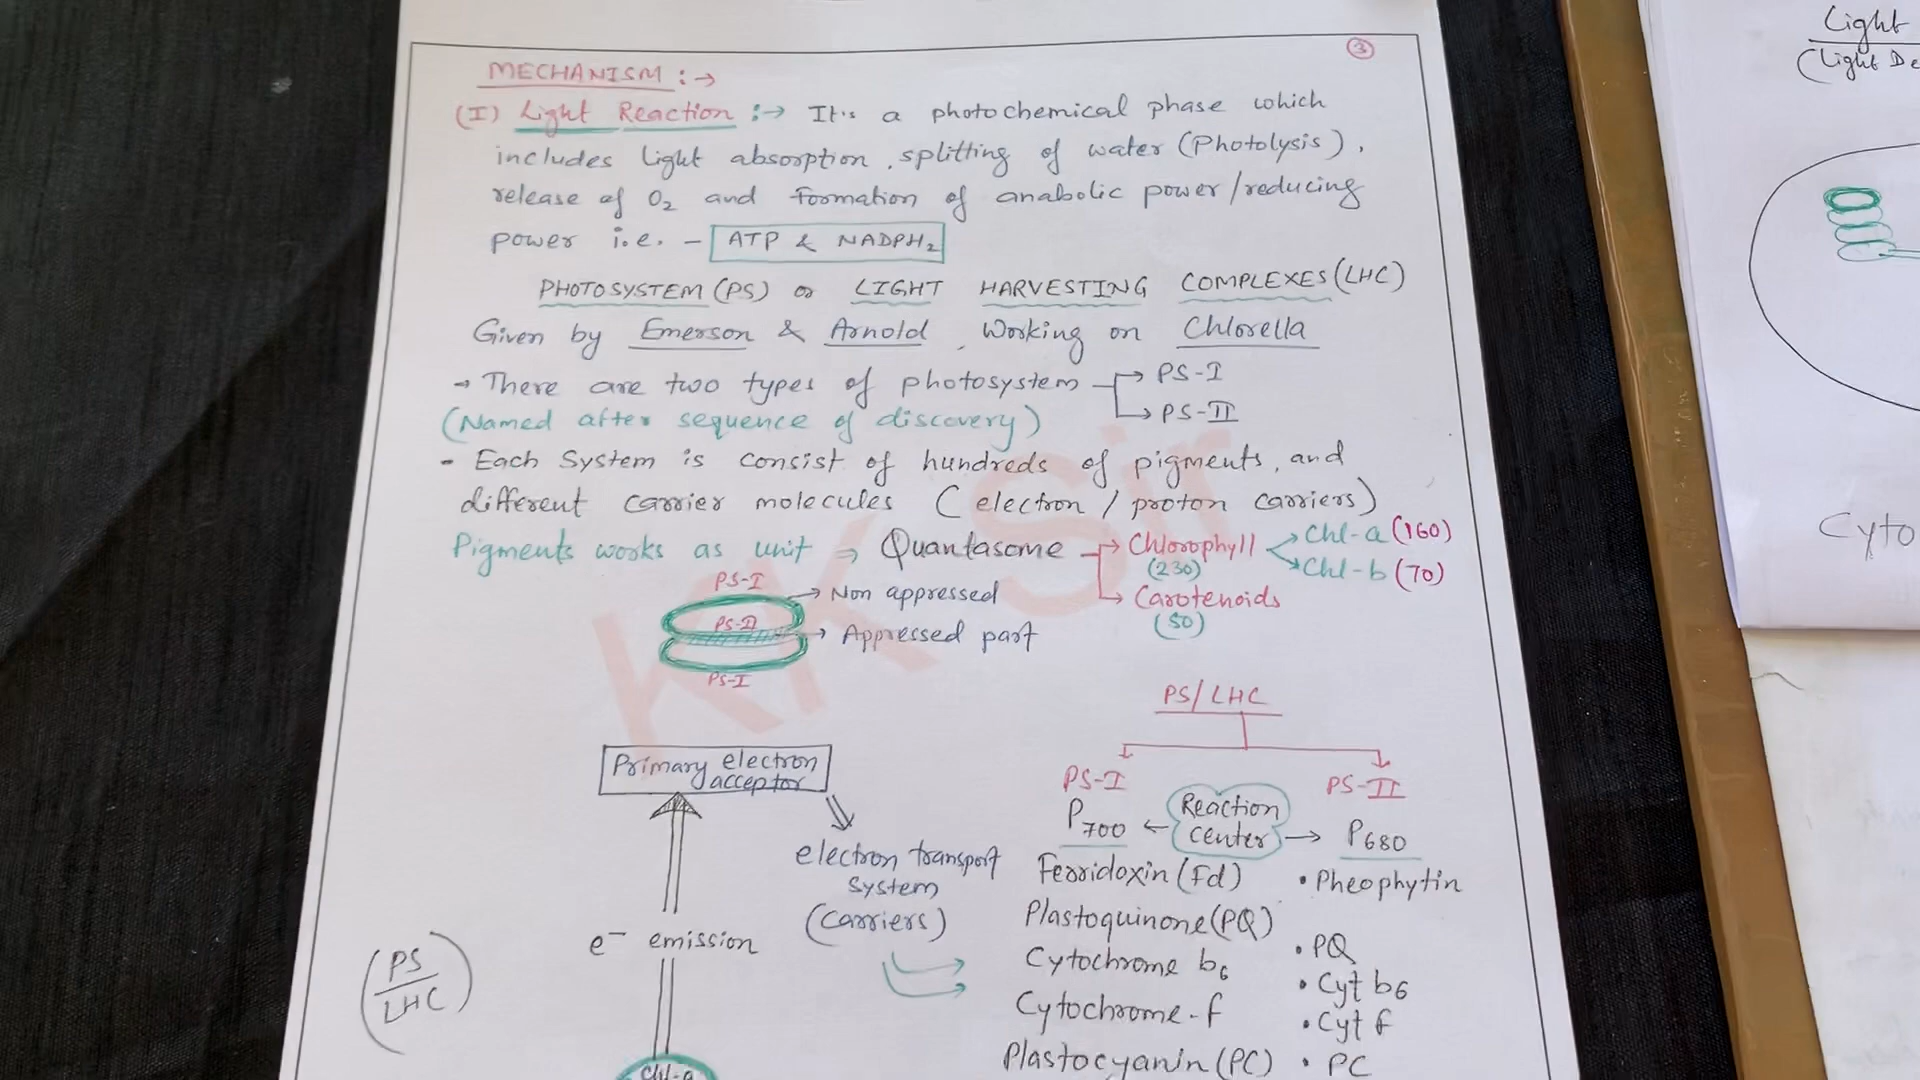 3
MECHANISM :→
(I) Light Reaction :→ It's a photochemical phase which
includes light absorption, splitting of water (Photolysis),
release of O₂ and formation of anabolic power/reducing
power i.e. - ATP & NADPH₂
PHOTOSYSTEM (PS) or LIGHT HARVESTING COMPLEXES (LHC)
Given by Emerson & Arnold, Working on Chlorella
→ There are two types of photosystem → PS-I
→ PS-II
(Named after sequence of discovery)
- Each System is consist of hundreds of pigments, and
different carrier molecules (electron / proton carriers)
Pigments works as unit ⇒ Quantasome → Chlorophyll → Chl-a (160)
(230) → Chl-b (70)
→ Carotenoids
(50)
PS-I
→ Non appressed
PS-II
→ Appressed part
PS-I
KK Sir
PS/LHC
PS-I
PS-II
Reaction
center
P700 ←
→ P680
Primary electron
acceptor
electron transport
system
(carriers)
e⁻ emission
Chl-a
PS
LHC
Ferridoxin (Fd)
Plastoquinone (PQ)
Cytochrome b6
Cytochrome-f
Plastocyanin (PC)
• Pheophytin
• PQ
• Cyt b6
• Cyt f
• PC
Light
(Light De
Cyto